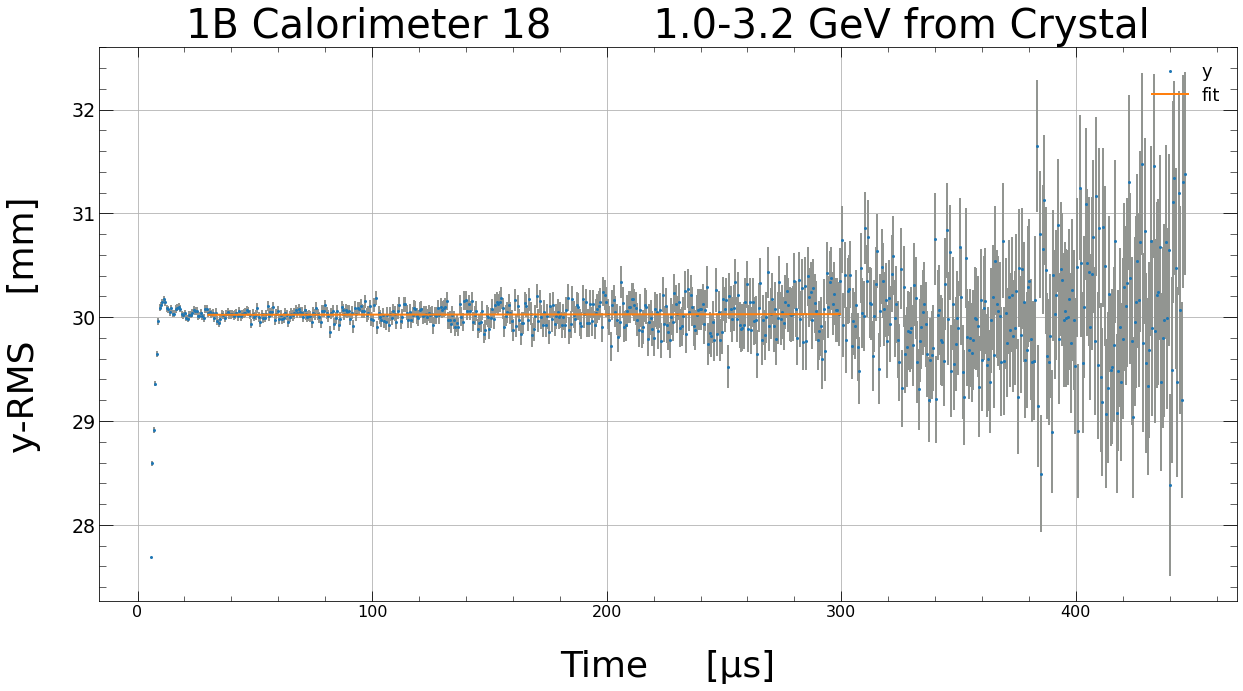 1B Calorimeter 18 1.0-3.2 GeV from Crystal
y
fit
32
31
30
29
28
y-RMS [mm]
0 100 200 300 400
Time [µs]